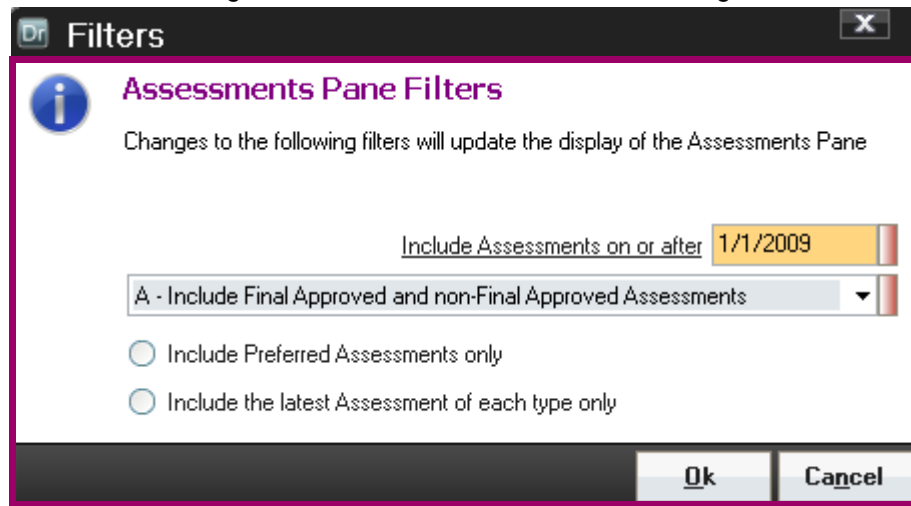 Dr Filters X
Assessments Pane Filters
i
Changes to the following filters will update the display of the Assessments Pane
Include Assessments on or after 1/1/2009
A - Include Final Approved and non-Final Approved Assessments
Include Preferred Assessments only
Include the latest Assessment of each type only
Ok Cancel